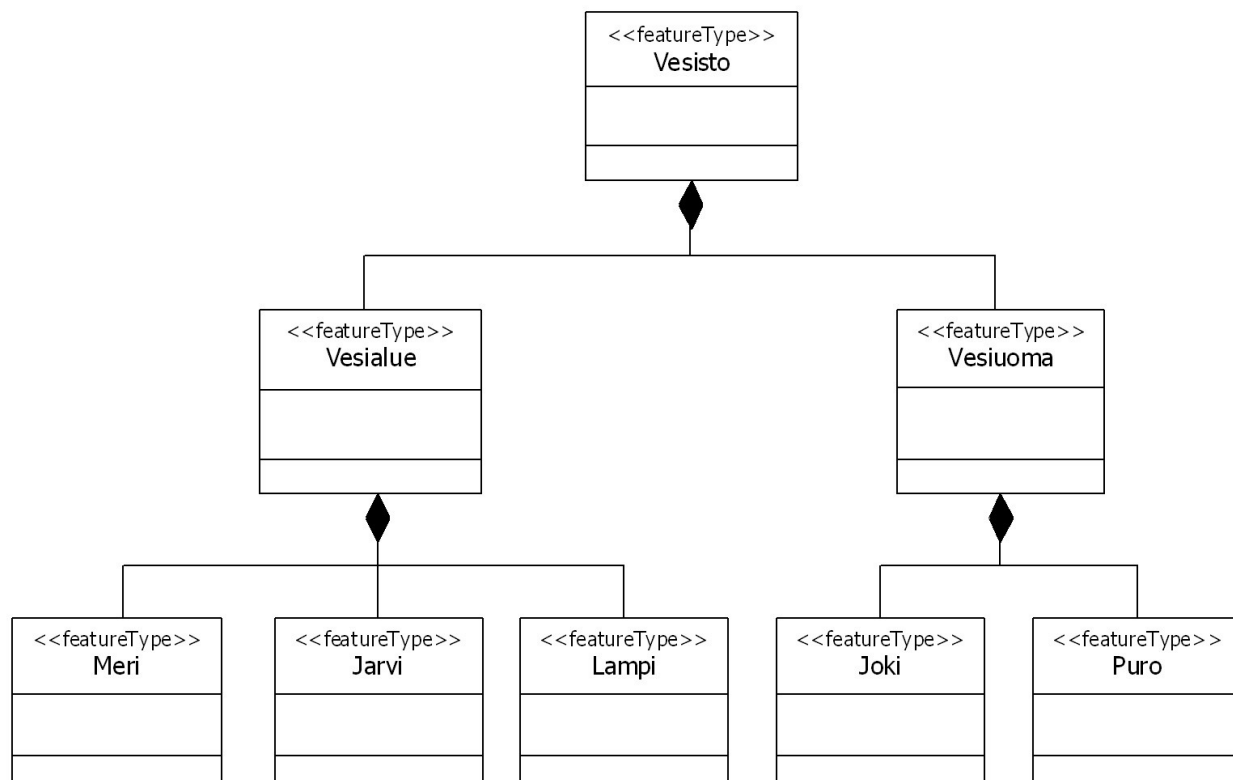 <<featureType>>
Vesisto
<<featureType>>
Vesialue
<<featureType>>
Vesiuoma
<<featureType>>
Meri
<<featureType>>
Jarvi
<<featureType>>
Lampi
<<featureType>>
Joki
<<featureType>>
Puro